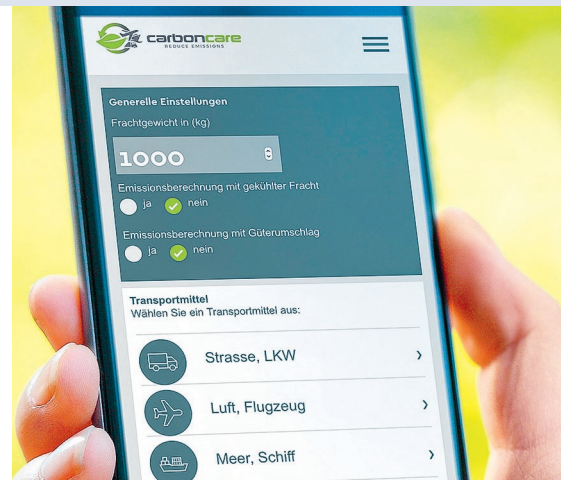 carboncare
REDUCE EMISSIONS
Generelle Einstellungen
Frachtgewicht in (kg)
1000
Emissionsberechnung mit gekühlter Fracht
ja nein
Emissionsberechnung mit Güterumschlag
ja nein
Transportmittel
Wählen Sie ein Transportmittel aus:
Strasse, LKW
Luft, Flugzeug
Meer, Schiff